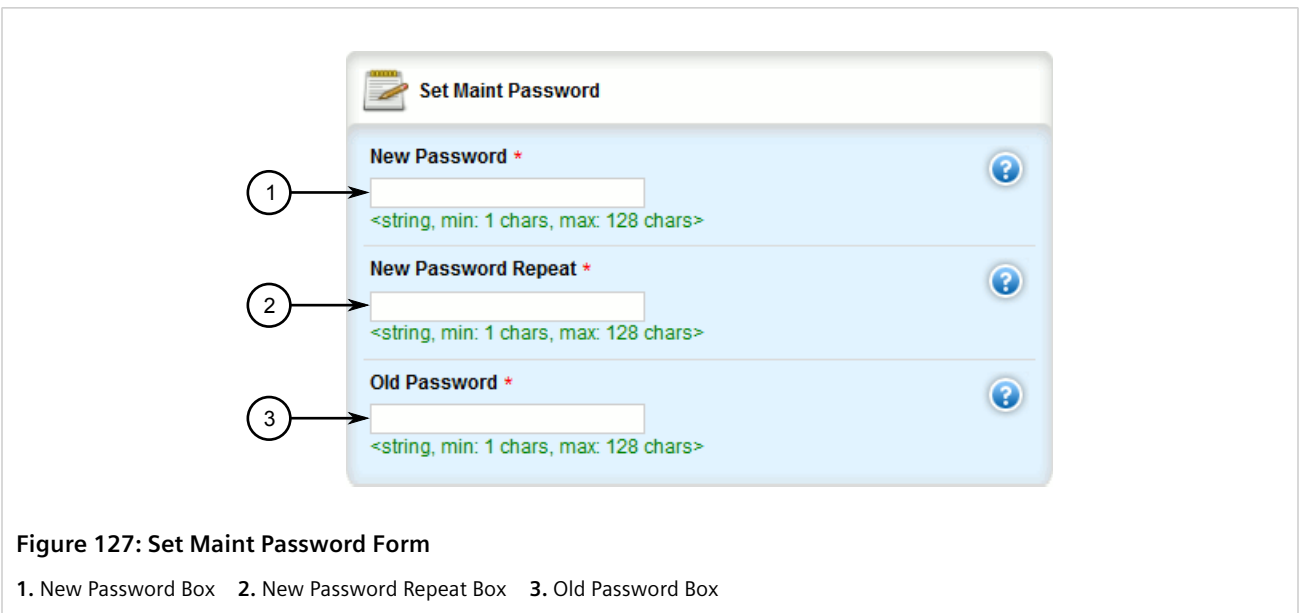 Set Maint Password
New Password *
1
<string, min: 1 chars, max: 128 chars>
New Password Repeat *
2
<string, min: 1 chars, max: 128 chars>
Old Password *
3
<string, min: 1 chars, max: 128 chars>
Figure 127: Set Maint Password Form
1. New Password Box 2. New Password Repeat Box 3. Old Password Box